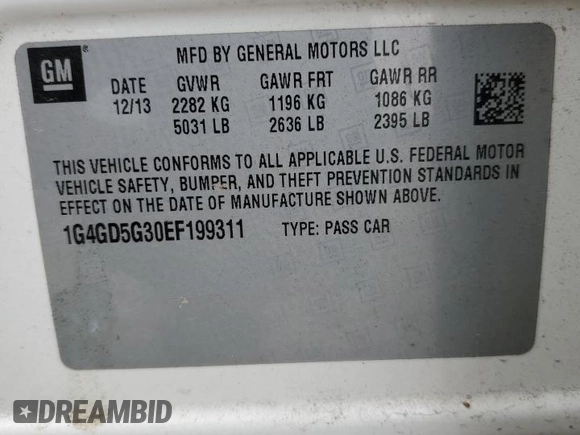 GM
MFD BY GENERAL MOTORS LLC
DATE GVWR GAWR FRT GAWR RR
12/13 2282 KG 1196 KG 1086 KG
5031 LB 2636 LB 2395 LB
THIS VEHICLE CONFORMS TO ALL APPLICABLE U.S. FEDERAL MOTOR
VEHICLE SAFETY, BUMPER, AND THEFT PREVENTION STANDARDS IN
EFFECT ON THE DATE OF MANUFACTURE SHOWN ABOVE.
1G4GD5G30EF199311 TYPE: PASS CAR
DREAMBID